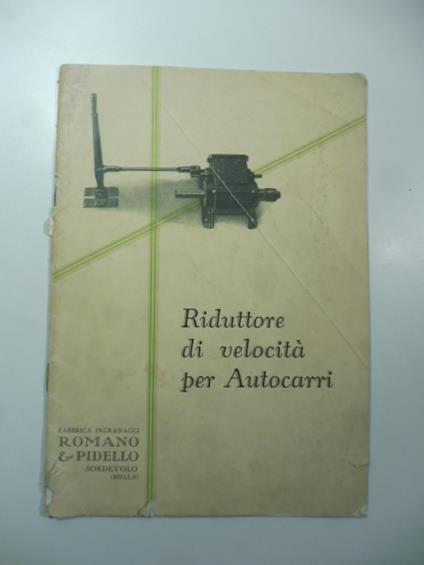 Riduttore
di velocità
per Autocarri
FABBRICA INGRANAGGI
ROMANO
& PIDELLO
SORDEVOLO
(BIELLA)